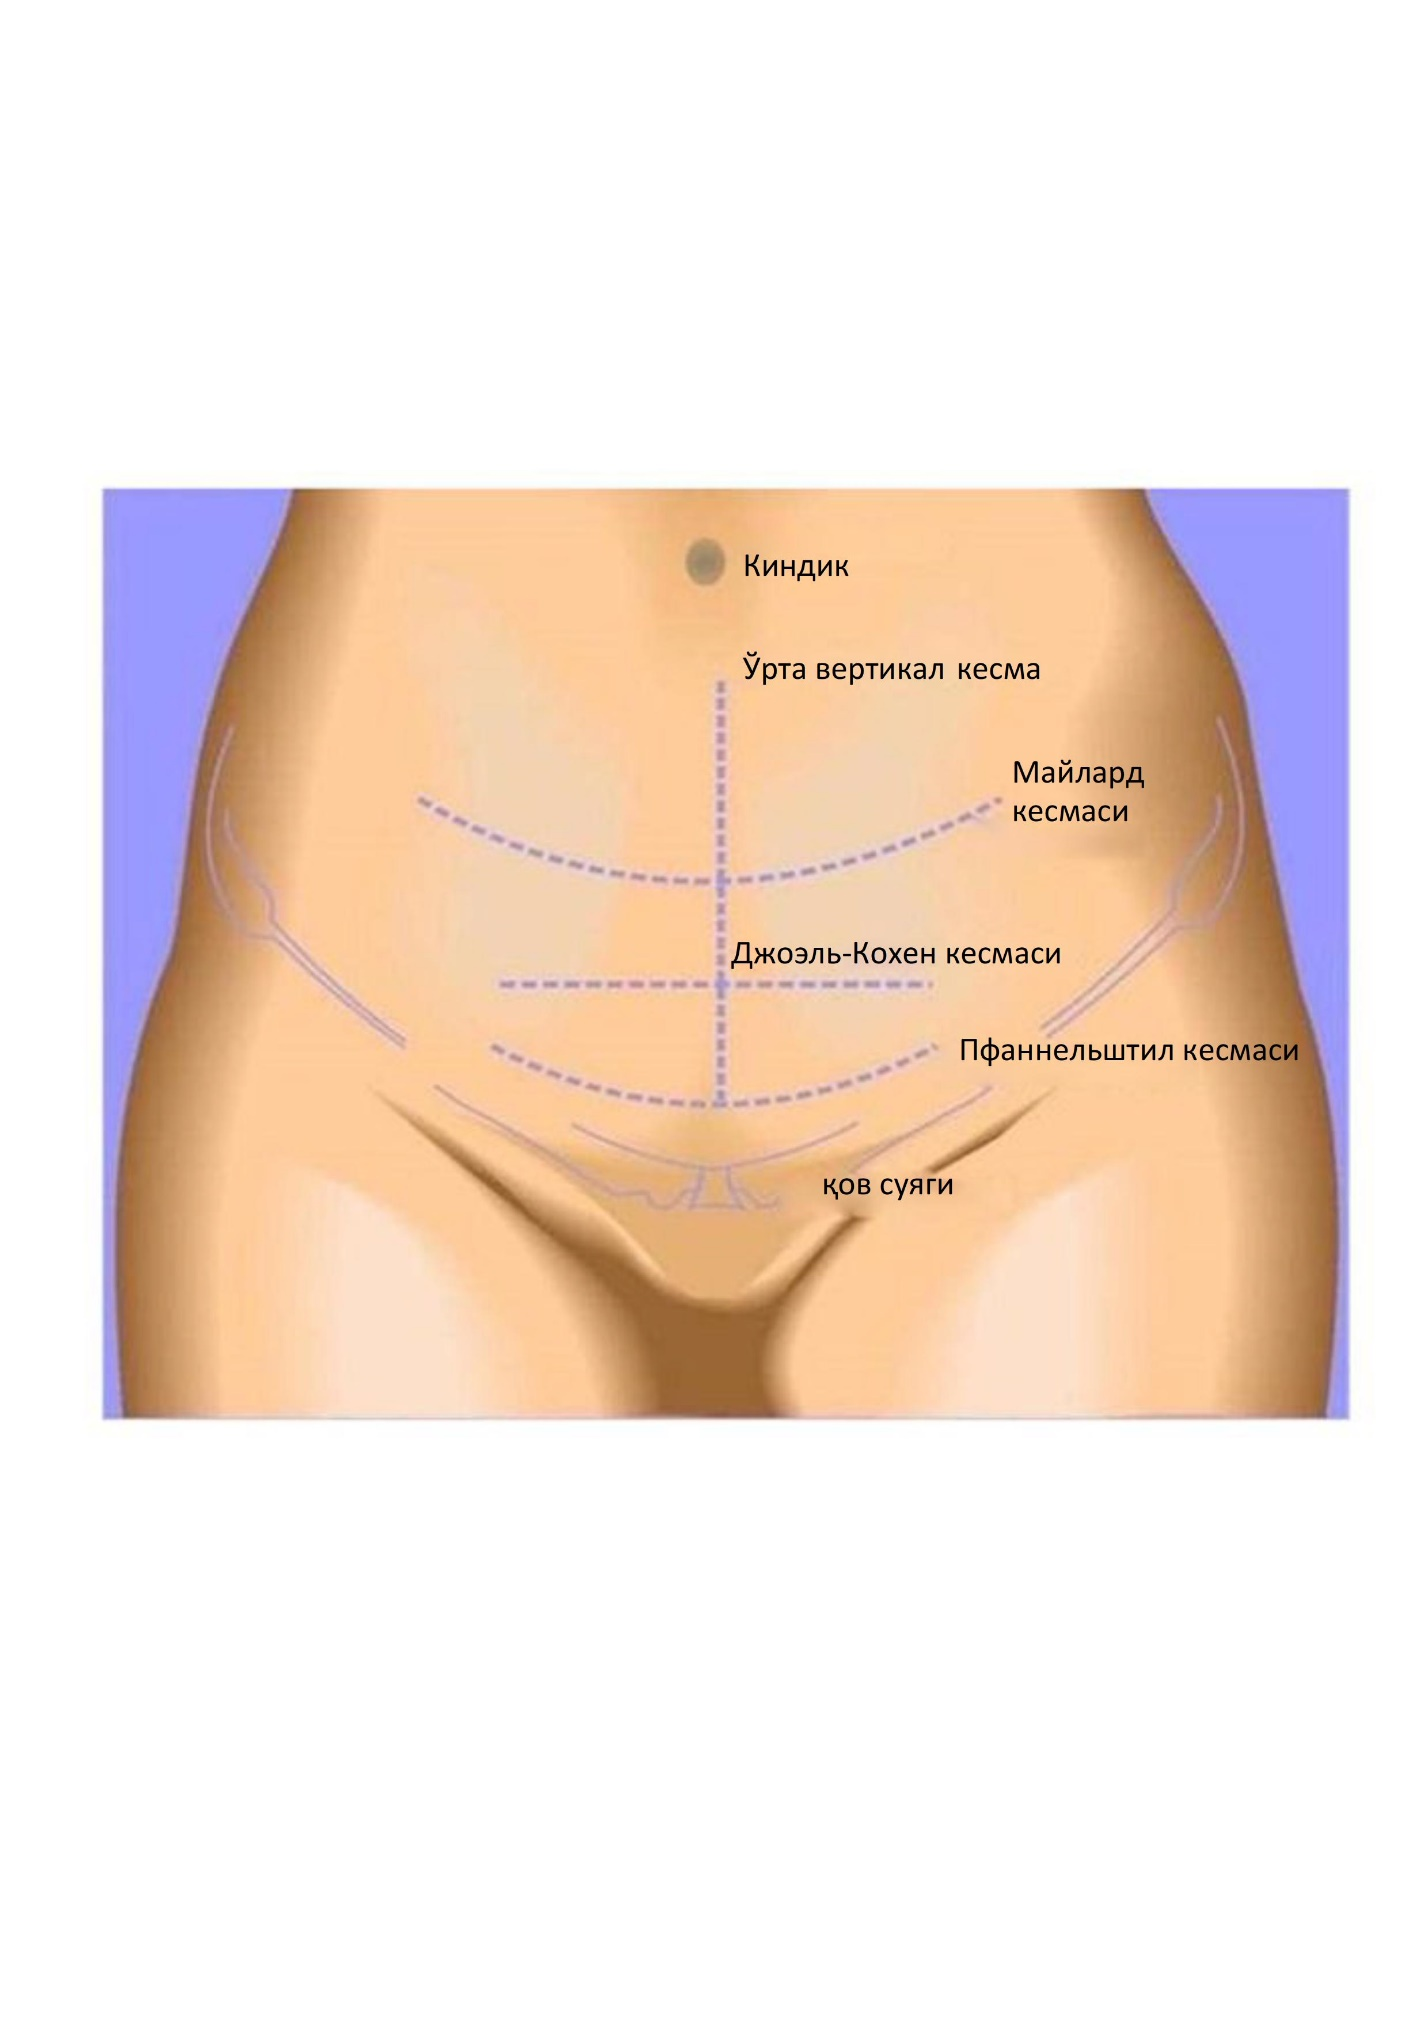 Киндик
Ўрта вертикал кесма
Майлард
кесмаси
Джоэль-Кохен кесмаси
Пфаннельштил кесмаси
қов суяги